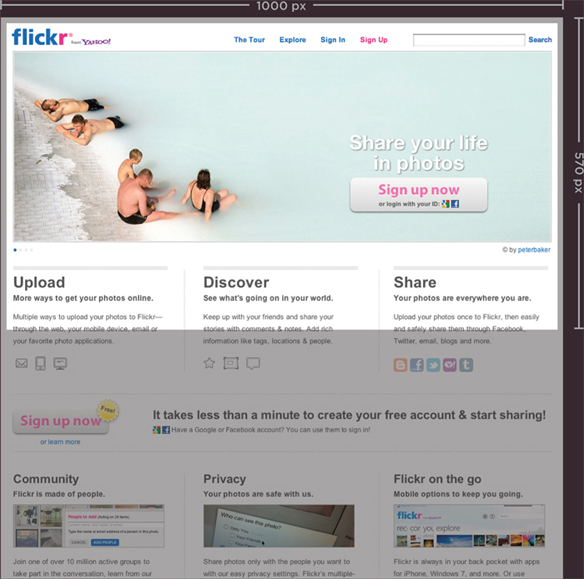 1000 px
flickr® from YAHOO!
The Tour Explore Sign In Sign Up Search
570 px
Share your life
in photos
Sign up now
or login with your ID:
© by peterbaker
Upload Discover Share
More ways to get your photos online. See what's going on in your world. Your photos are everywhere you are.
Multiple ways to upload your photos to Flickr— Keep up with your friends and share your Upload your photos once to Flickr, then easily
through the web, your mobile device, email or stories with comments & notes. Add rich and safely share them through Facebook,
your favorite photo applications. information like tags, locations & people. Twitter, email, blogs and more.
Free!
Sign up now It takes less than a minute to create your free account & start sharing!
or learn more Have a Google or Facebook account? You can use them to sign in!
Community Privacy Flickr on the go
Flickr is made of people. Your photos are safe with us. Mobile options to keep you going.
People to Add
ADD PEOPLE CANCEL
Who can see this photo?
flickr
Join one of over 10 million active groups to Share photos only with the people you want to Flickr is always in your back pocket with apps
take part in the conversation, learn from our with our easy privacy settings. Flickr's multiple- for iPhone, Windows 7, and more. Or use